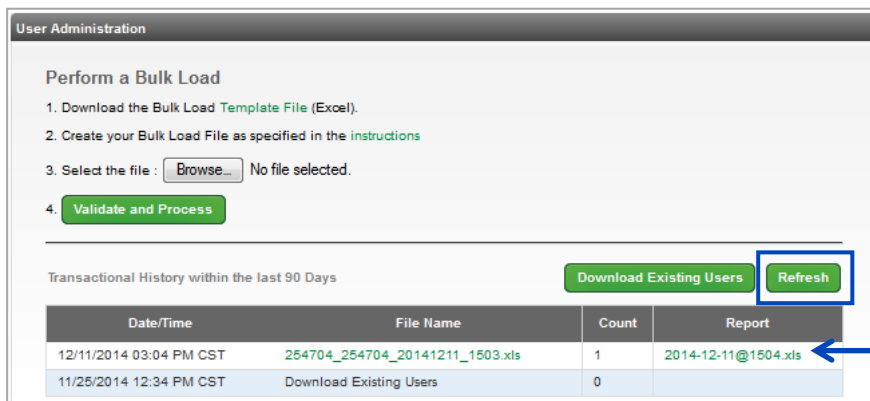 User Administration
Perform a Bulk Load
1. Download the Bulk Load Template File (Excel).
2. Create your Bulk Load File as specified in the instructions
3. Select the file : Browse... No file selected.
4. Validate and Process
Transactional History within the last 90 Days Download Existing Users Refresh
Date/Time File Name Count Report
12/11/2014 03:04 PM CST 254704_254704_20141211_1503.xls 1 2014-12-11@1504.xls
11/25/2014 12:34 PM CST Download Existing Users 0